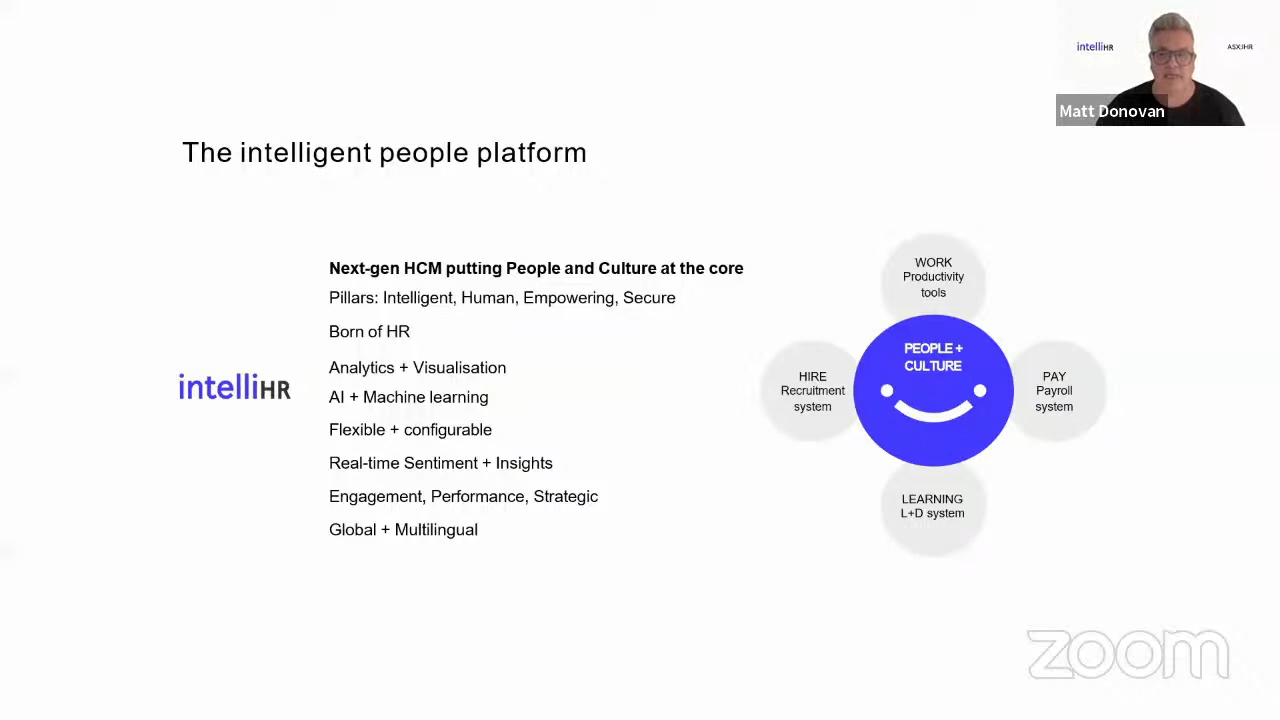 intelliHR
ASX:IHR
Matt Donovan
The intelligent people platform
intelliHR
Next-gen HCM putting People and Culture at the core
Pillars: Intelligent, Human, Empowering, Secure
Born of HR
Analytics + Visualisation
AI + Machine learning
Flexible + configurable
Real-time Sentiment + Insights
Engagement, Performance, Strategic
Global + Multilingual
WORK
Productivity
tools
PEOPLE +
CULTURE
HIRE
Recruitment
system
PAY
Payroll
system
LEARNING
L+D system
zoom